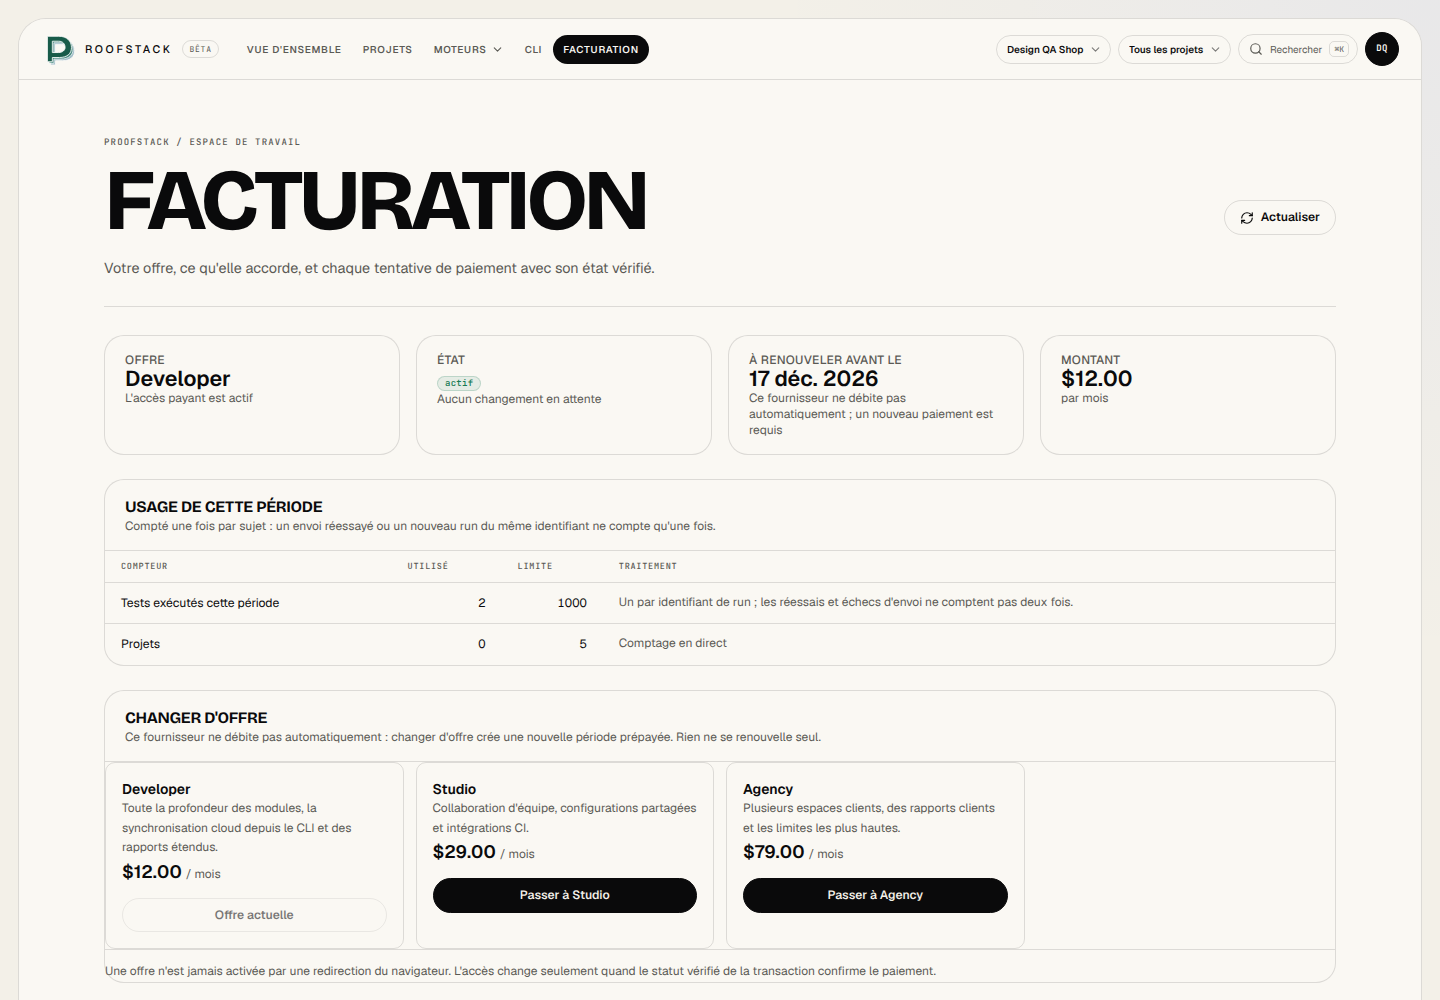 P ROOFSTACK BÊTA VUE D'ENSEMBLE PROJETS MOTEURS CLI FACTURATION Design QA Shop Tous les projets Rechercher ⌘K DQ
PROOFSTACK / ESPACE DE TRAVAIL
FACTURATION
Actualiser
Votre offre, ce qu'elle accorde, et chaque tentative de paiement avec son état vérifié.
OFFRE
Developer
L'accès payant est actif
ÉTAT
actif
Aucun changement en attente
À RENOUVELER AVANT LE
17 déc. 2026
Ce fournisseur ne débite pas
automatiquement ; un nouveau paiement est
requis
MONTANT
$12.00
par mois
USAGE DE CETTE PÉRIODE
Compté une fois par sujet : un envoi réessayé ou un nouveau run du même identifiant ne compte qu'une fois.
COMPTEUR UTILISÉ LIMITE TRAITEMENT
Tests exécutés cette période 2 1000 Un par identifiant de run ; les réessais et échecs d'envoi ne comptent pas deux fois.
Projets 0 5 Comptage en direct
CHANGER D'OFFRE
Ce fournisseur ne débite pas automatiquement : changer d'offre crée une nouvelle période prépayée. Rien ne se renouvelle seul.
Developer
Toute la profondeur des modules, la
synchronisation cloud depuis le CLI et des
rapports étendus.
$12.00 / mois
Offre actuelle
Studio
Collaboration d'équipe, configurations partagées
et intégrations CI.
$29.00 / mois
Passer à Studio
Agency
Plusieurs espaces clients, des rapports clients
et les limites les plus hautes.
$79.00 / mois
Passer à Agency
Une offre n'est jamais activée par une redirection du navigateur. L'accès change seulement quand le statut vérifié de la transaction confirme le paiement.